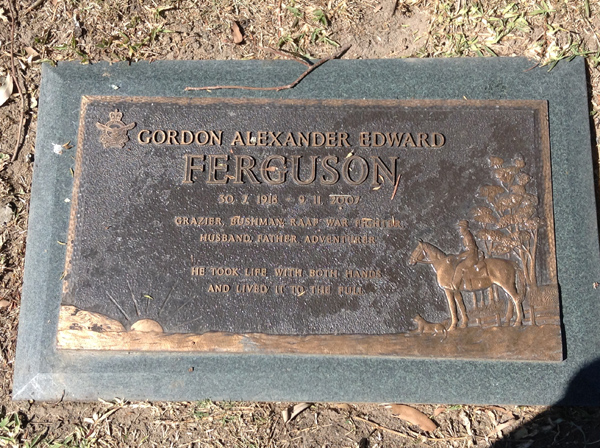 GORDON ALEXANDER EDWARD
FERGUSON
30. 7. 1918 - 9. 11. 2007
GRAZIER, BUSHMAN, RAAF WAR FIGHTER
HUSBAND, FATHER, ADVENTURER
HE TOOK LIFE WITH BOTH HANDS
AND LIVED IT TO THE FULL